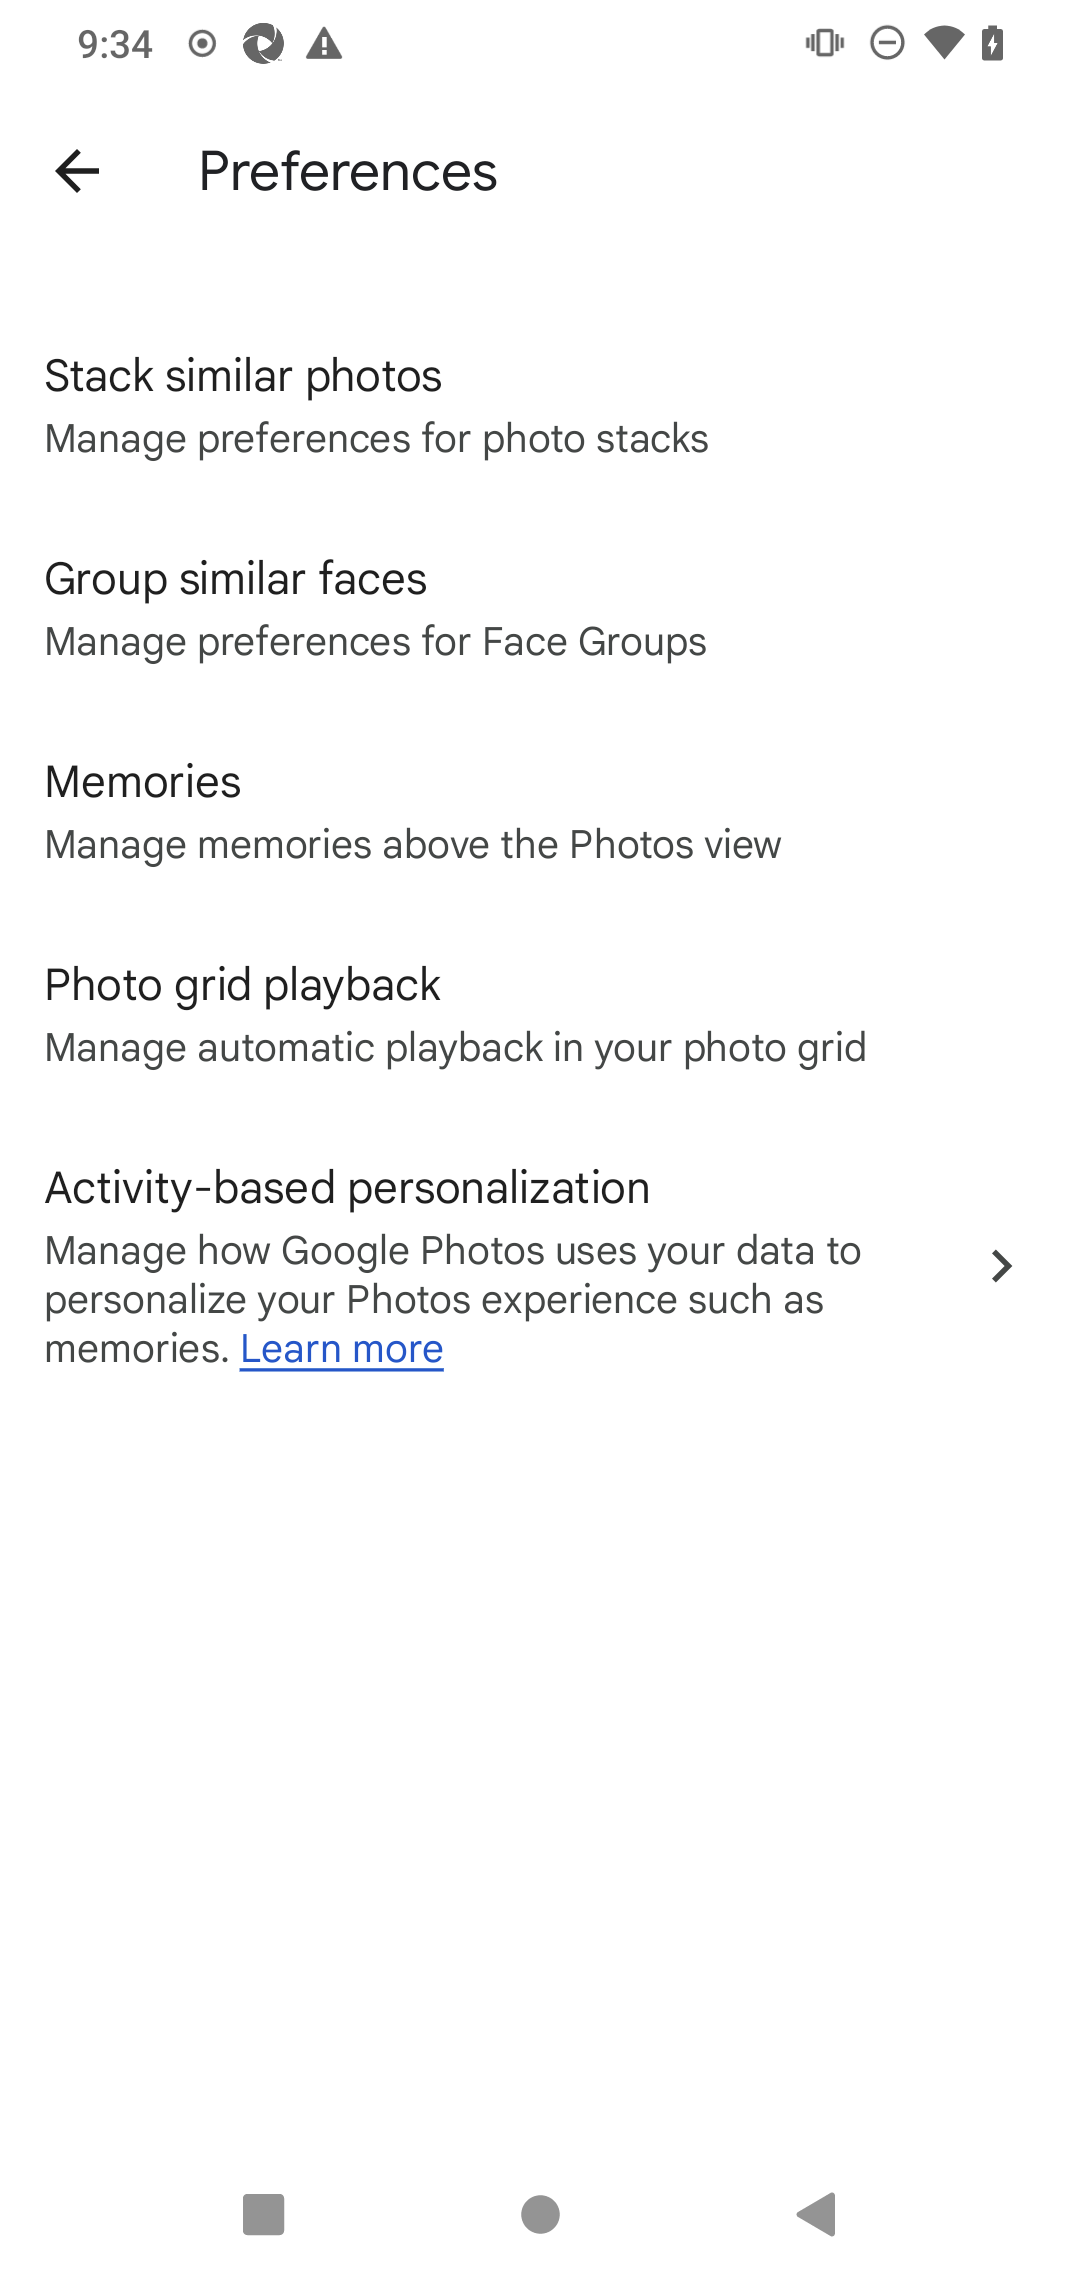 9:34
Preferences
Stack similar photos
Manage preferences for photo stacks
Group similar faces
Manage preferences for Face Groups
Memories
Manage memories above the Photos view
Photo grid playback
Manage automatic playback in your photo grid
Activity-based personalization
Manage how Google Photos uses your data to
personalize your Photos experience such as
memories. Learn more